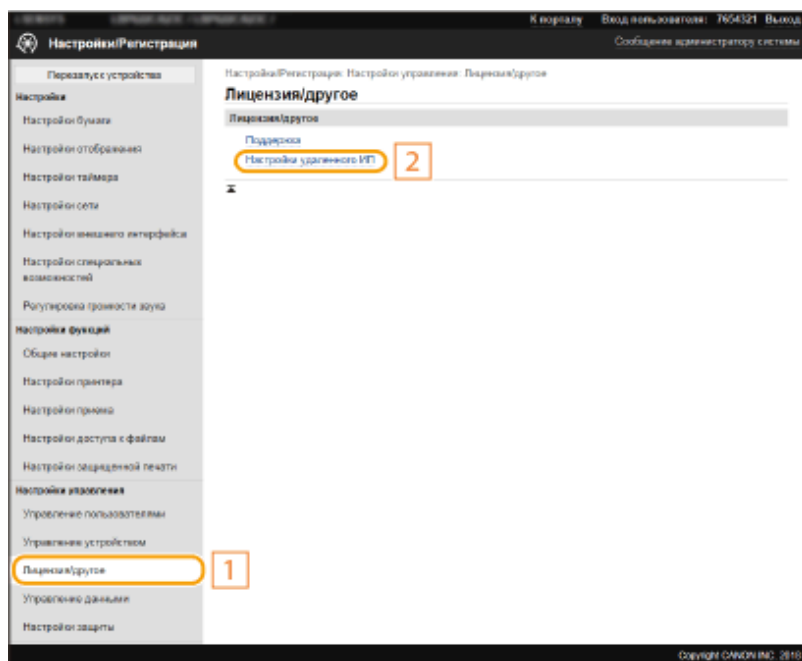 К порталу Вход пользователя: 7654321 Выход
Настройки/Регистрация
Сообщение администратору системы
Перезапуск устройства
Настройки
Настройки бумаги
Настройки отображения
Настройки таймера
Настройки сети
Настройки внешнего интерфейса
Настройки специальных
возможностей
Регулировка громкости звука
Настройки функций
Общие настройки
Настройки принтера
Настройки приема
Настройки доступа к файлам
Настройки защищенной печати
Настройки управления
Управление пользователями
Управление устройством
Лицензия/другое
1
Управление данными
Настройки защиты
Настройки/Регистрация: Настройки управления: Лицензия/другое
Лицензия/другое
Лицензия/другое
Поддержка
Настройки удаленного ИП
2
Copyright CANON INC. 2018